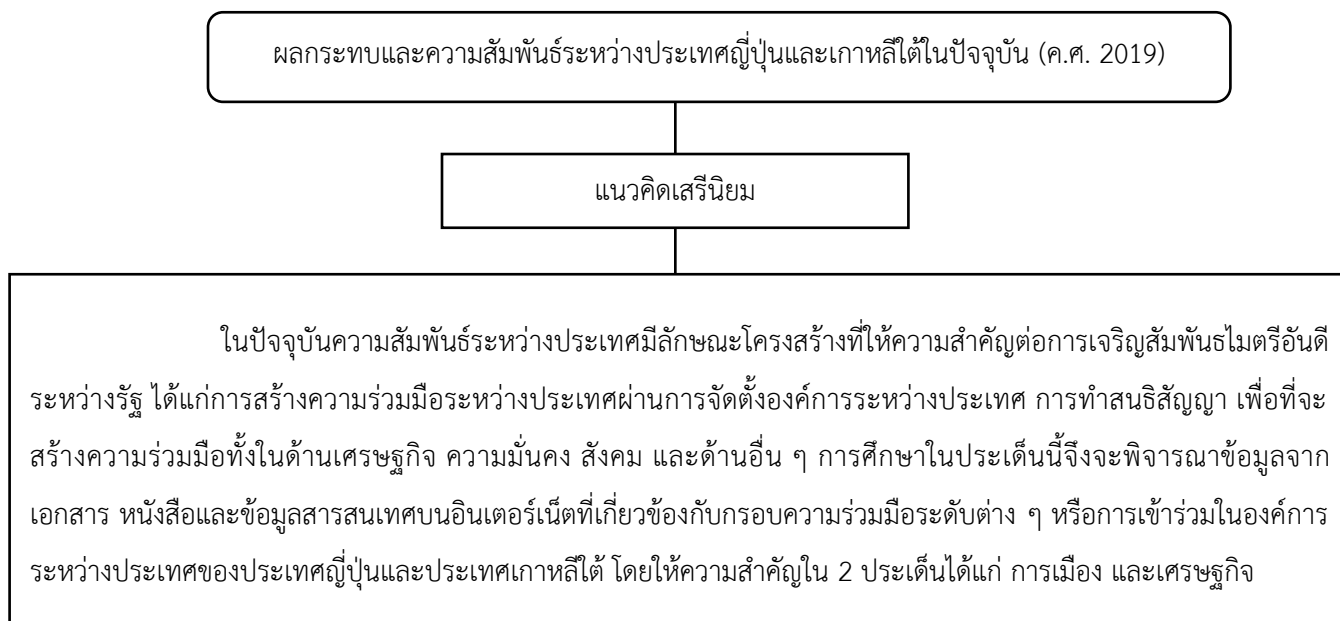 ผลกระทบและความสัมพันธ์ระหว่างประเทศญี่ปุ่นและเกาหลีใต้ในปัจจุบัน (ค.ศ. 2019)
แนวคิดเสรีนิยม
ในปัจจุบันความสัมพันธ์ระหว่างประเทศมีลักษณะโครงสร้างที่ให้ความสำคัญต่อการเจริญสัมพันธไมตรีอันดี
ระหว่างรัฐ ได้แก่การสร้างความร่วมมือระหว่างประเทศผ่านการจัดตั้งองค์การระหว่างประเทศ การทำสนธิสัญญา เพื่อที่จะ
สร้างความร่วมมือทั้งในด้านเศรษฐกิจ ความมั่นคง สังคม และด้านอื่น ๆ การศึกษาในประเด็นนี้จึงจะพิจารณาข้อมูลจาก
เอกสาร หนังสือและข้อมูลสารสนเทศบนอินเตอร์เน็ตที่เกี่ยวข้องกับกรอบความร่วมมือระดับต่าง ๆ หรือการเข้าร่วมในองค์การ
ระหว่างประเทศของประเทศญี่ปุ่นและประเทศเกาหลีใต้ โดยให้ความสำคัญใน 2 ประเด็นได้แก่ การเมือง และเศรษฐกิจ